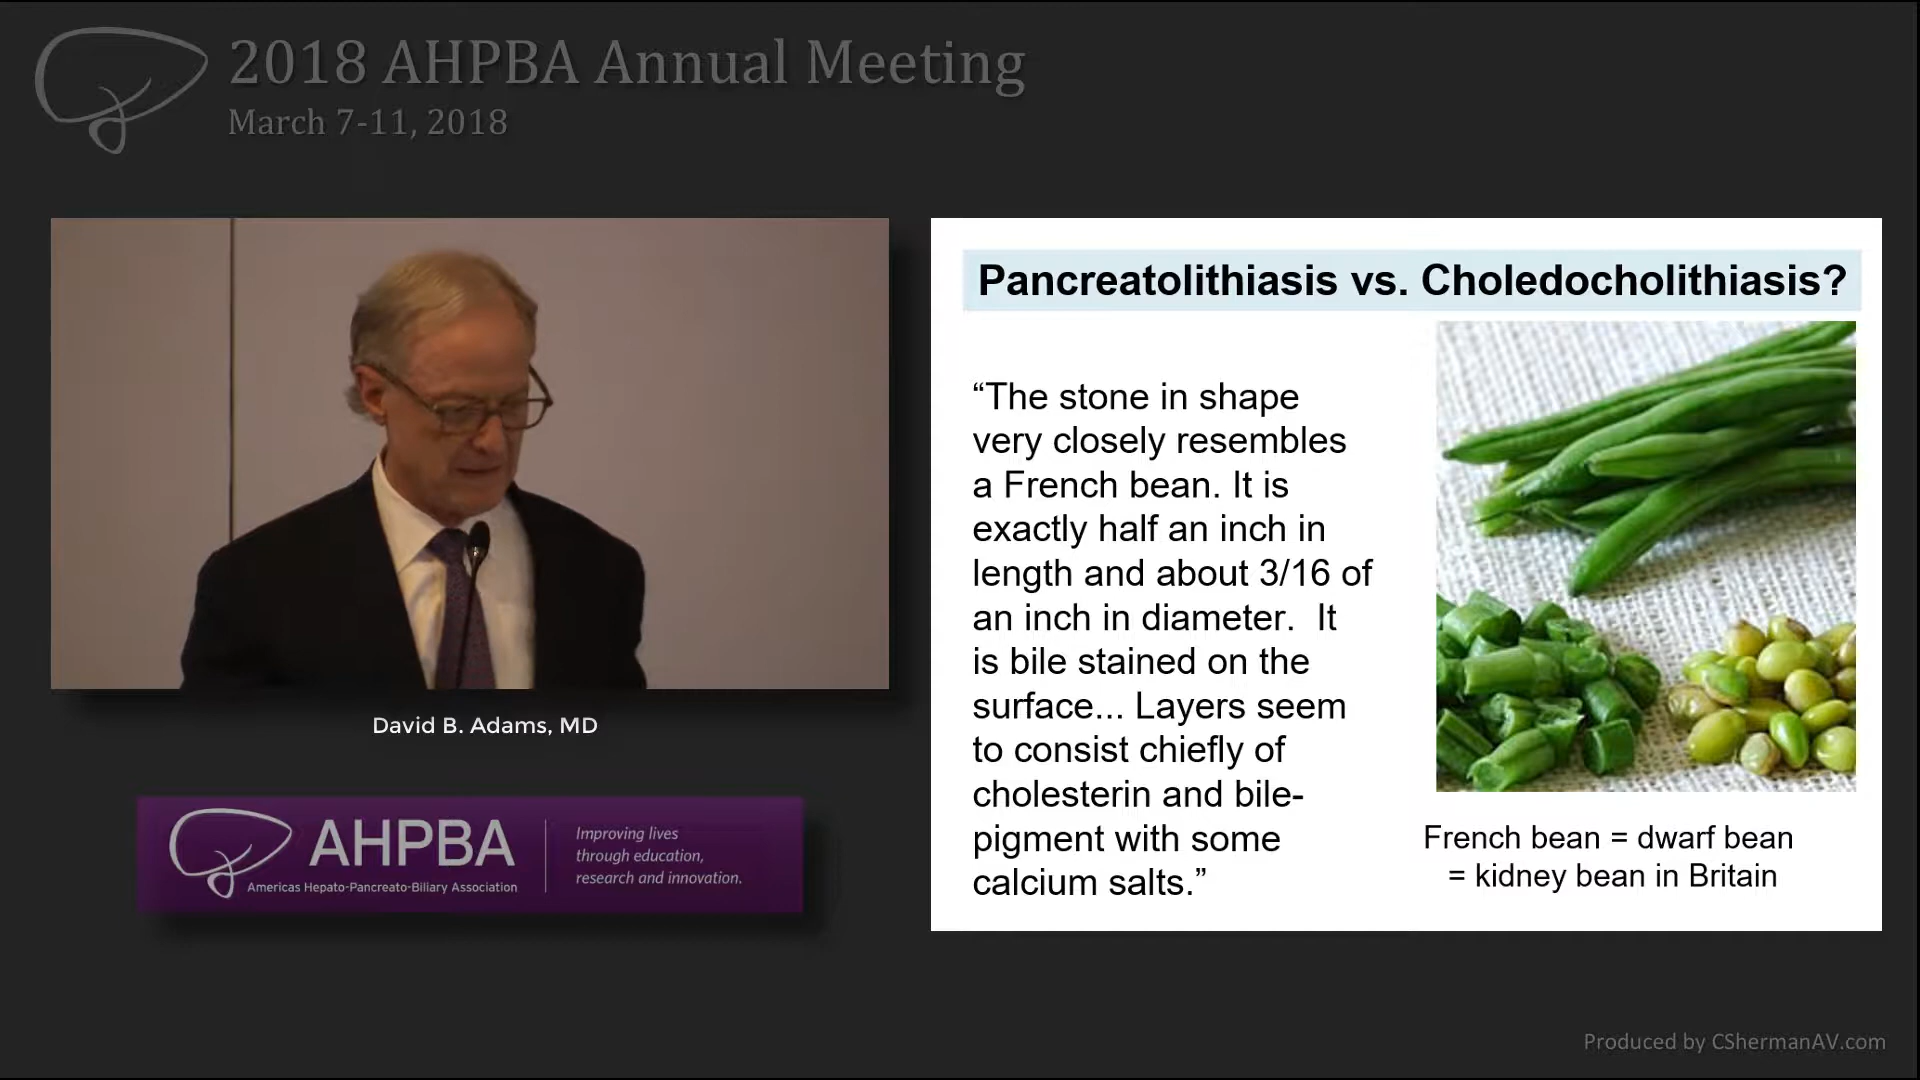 2018 AHPBA Annual Meeting
March 7-11, 2018
David B. Adams, MD
AHPBA
Americas Hepato-Pancreato-Biliary Association
Improving lives
through education,
research and innovation.
Pancreatolithiasis vs. Choledocholithiasis?
“The stone in shape
very closely resembles
a French bean. It is
exactly half an inch in
length and about 3/16 of
an inch in diameter.  It
is bile stained on the
surface... Layers seem
to consist chiefly of
cholesterin and bile-
pigment with some
calcium salts.”
French bean = dwarf bean
= kidney bean in Britain
Produced by CShermanAV.com